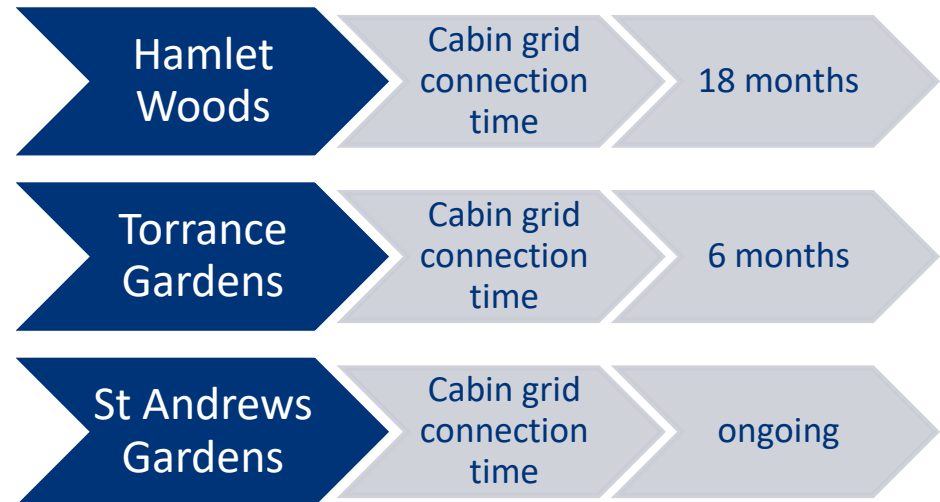 Hamlet
Woods
Cabin grid
connection
time
18 months
Torrance
Gardens
Cabin grid
connection
time
6 months
St Andrews
Gardens
Cabin grid
connection
time
ongoing